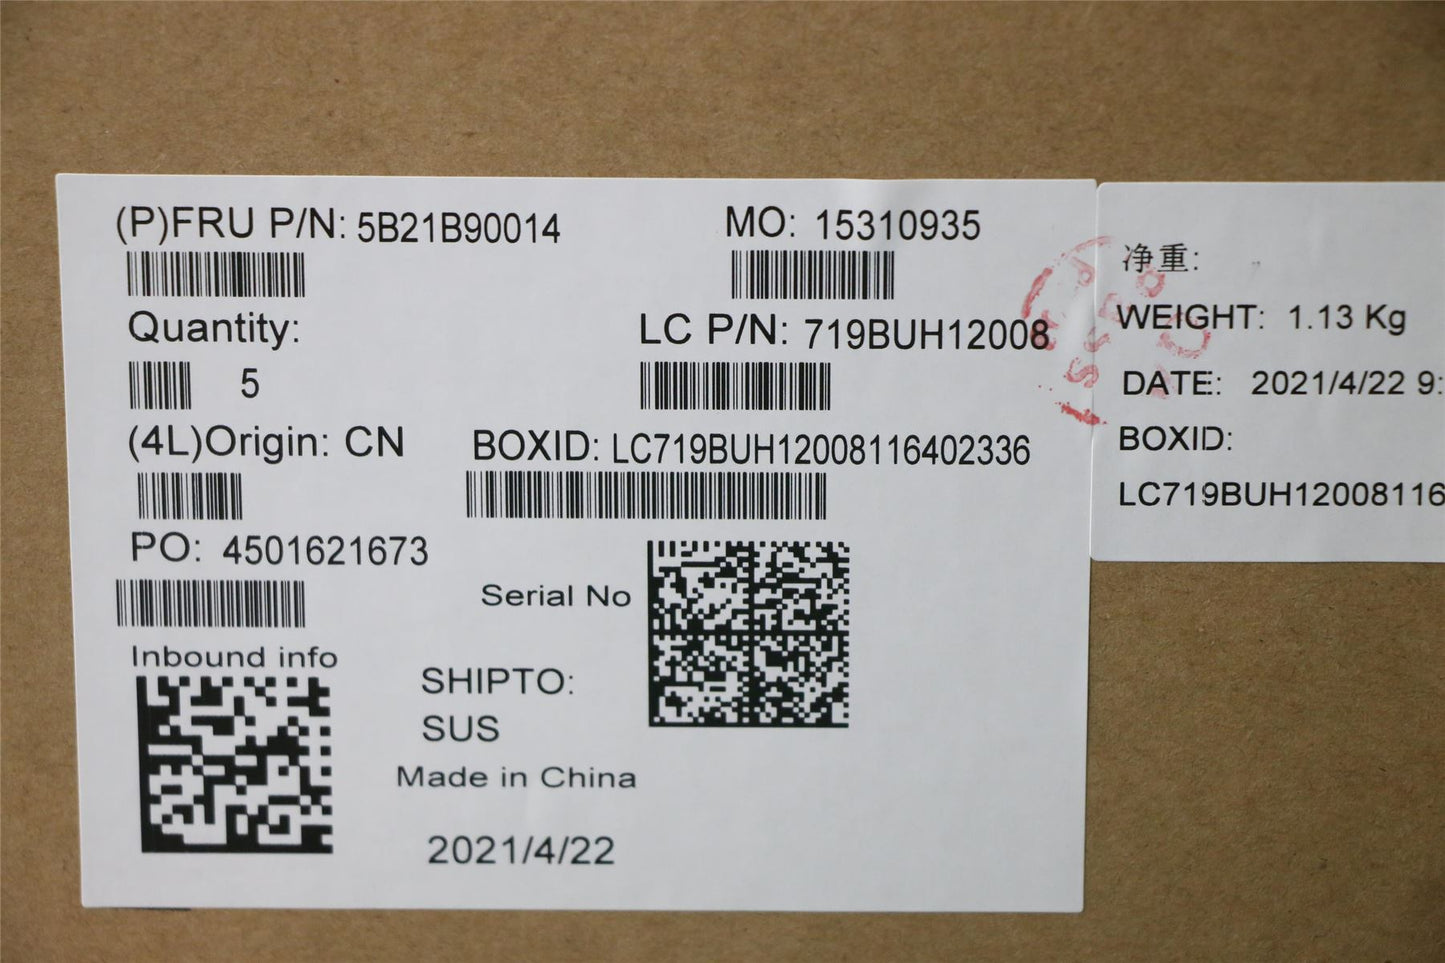 (P)FRU P/N: 5B21B90014
MO: 15310935
Quantity:
5
LC P/N: 719BUH12008
(4L)Origin: CN
BOXID: LC719BUH12008116402336
PO: 4501621673
Serial No
Inbound info
SHIPTO:
SUS
Made in China
2021/4/22
净重:
WEIGHT: 1.13 Kg
DATE: 2021/4/22 9:
BOXID:
LC719BUH12008116